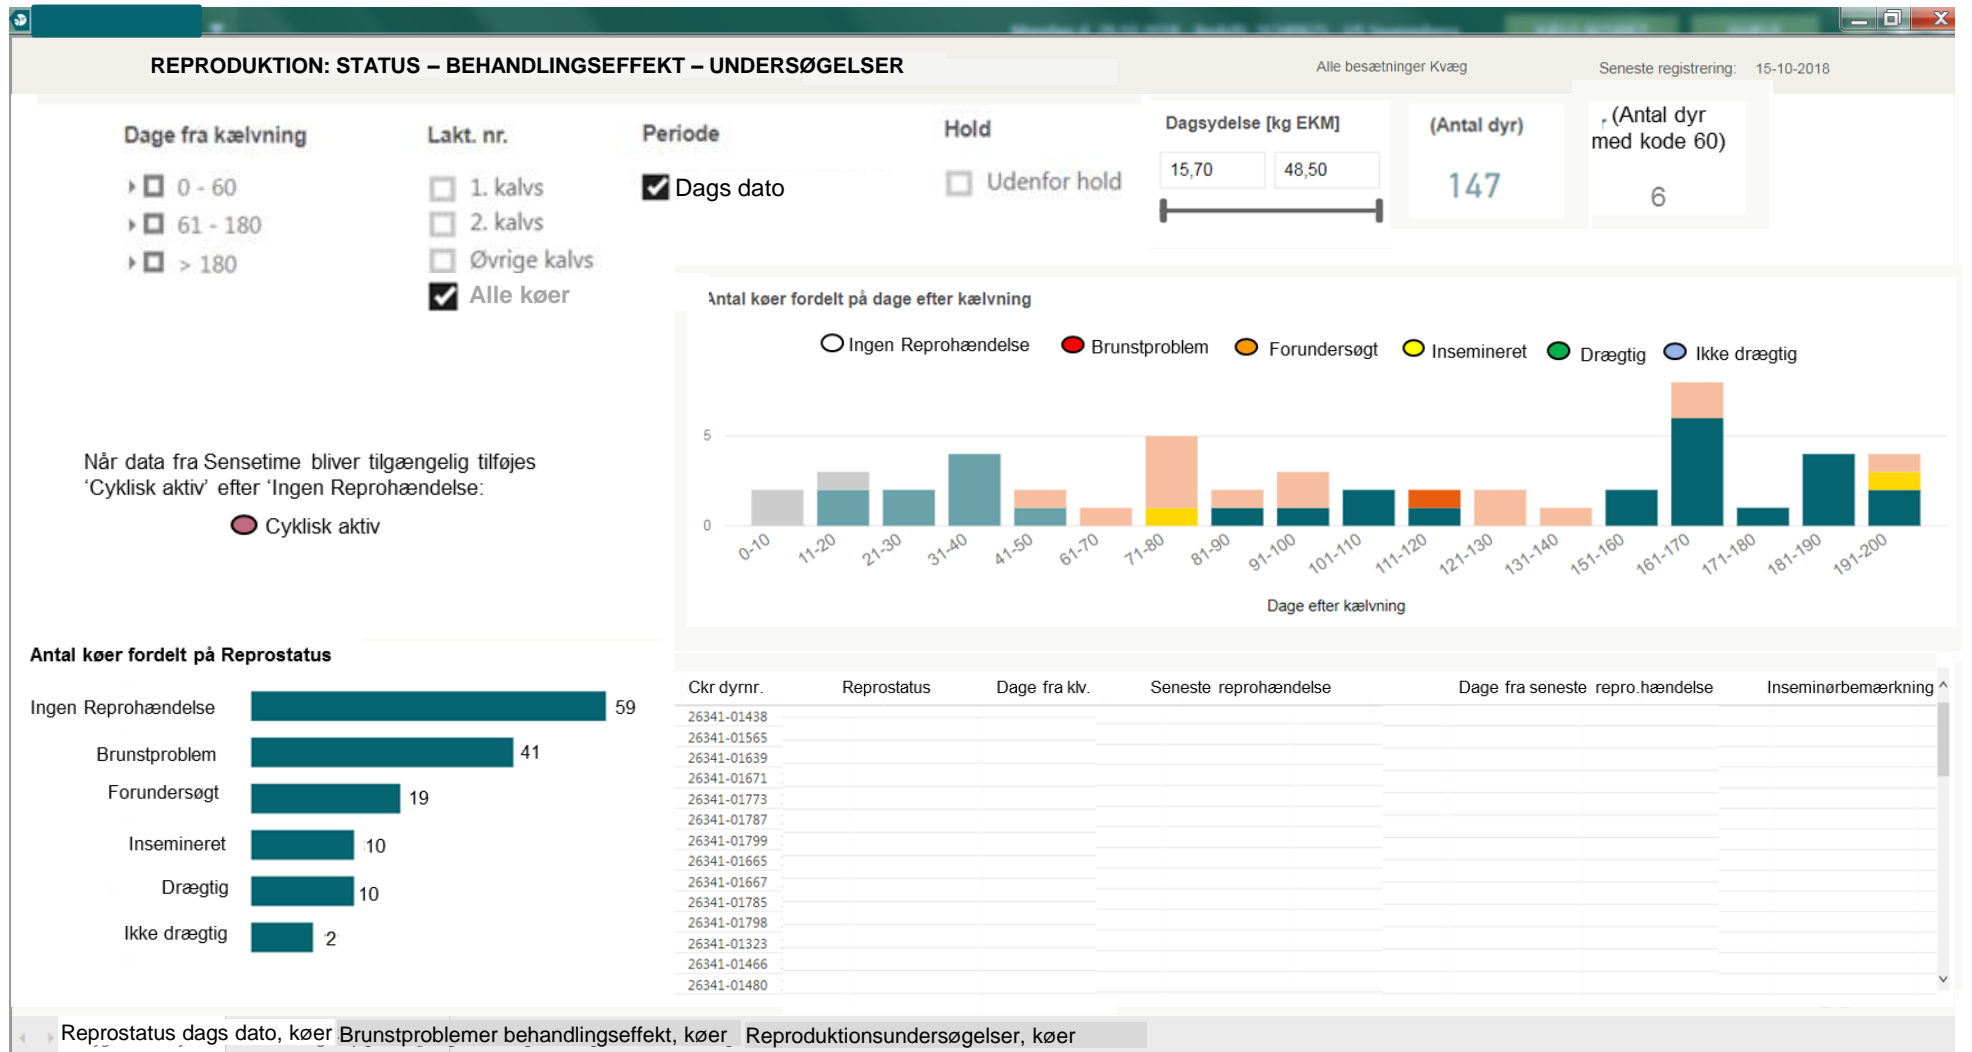 REPRODUKTION: STATUS – BEHANDLINGSEFFEKT – UNDERSØGELSER
Alle besætninger Kvæg
Seneste registrering: 15-10-2018
Dage fra kælvning
0 - 60
61 - 180
> 180
Lakt. nr.
1. kalvs
2. kalvs
Øvrige kalvs
Alle køer
Periode
Dags dato
Hold
Udenfor hold
Dagsydelse [kg EKM]
15,70 48,50
(Antal dyr)
147
(Antal dyr
med kode 60)
6
Når data fra Sensetime bliver tilgængelig tilføjes
‘Cyklisk aktiv’ efter ‘Ingen Reprohændelse:
Cyklisk aktiv
Antal køer fordelt på dage efter kælvning
Ingen Reprohændelse Brunstproblem Forundersøgt Insemineret Drægtig Ikke drægtig
5
0
0-10 11-20 21-30 31-40 41-50 61-70 71-80 81-90 91-100 101-110 111-120 121-130 131-140 151-160 161-170 171-180 181-190 191-200
Dage efter kælvning
Antal køer fordelt på Reprostatus
Ingen Reprohændelse 59
Brunstproblem 41
Forundersøgt 19
Insemineret 10
Drægtig 10
Ikke drægtig 2
Ckr dyrnr. Reprostatus Dage fra klv. Seneste reprohændelse Dage fra seneste repro.hændelse Inseminørbemærkning
26341-01438
26341-01565
26341-01639
26341-01671
26341-01773
26341-01787
26341-01799
26341-01665
26341-01667
26341-01785
26341-01798
26341-01323
26341-01466
26341-01480
Reprostatus dags dato, køer Brunstproblemer behandlingseffekt, køer Reproduktionsundersøgelser, køer